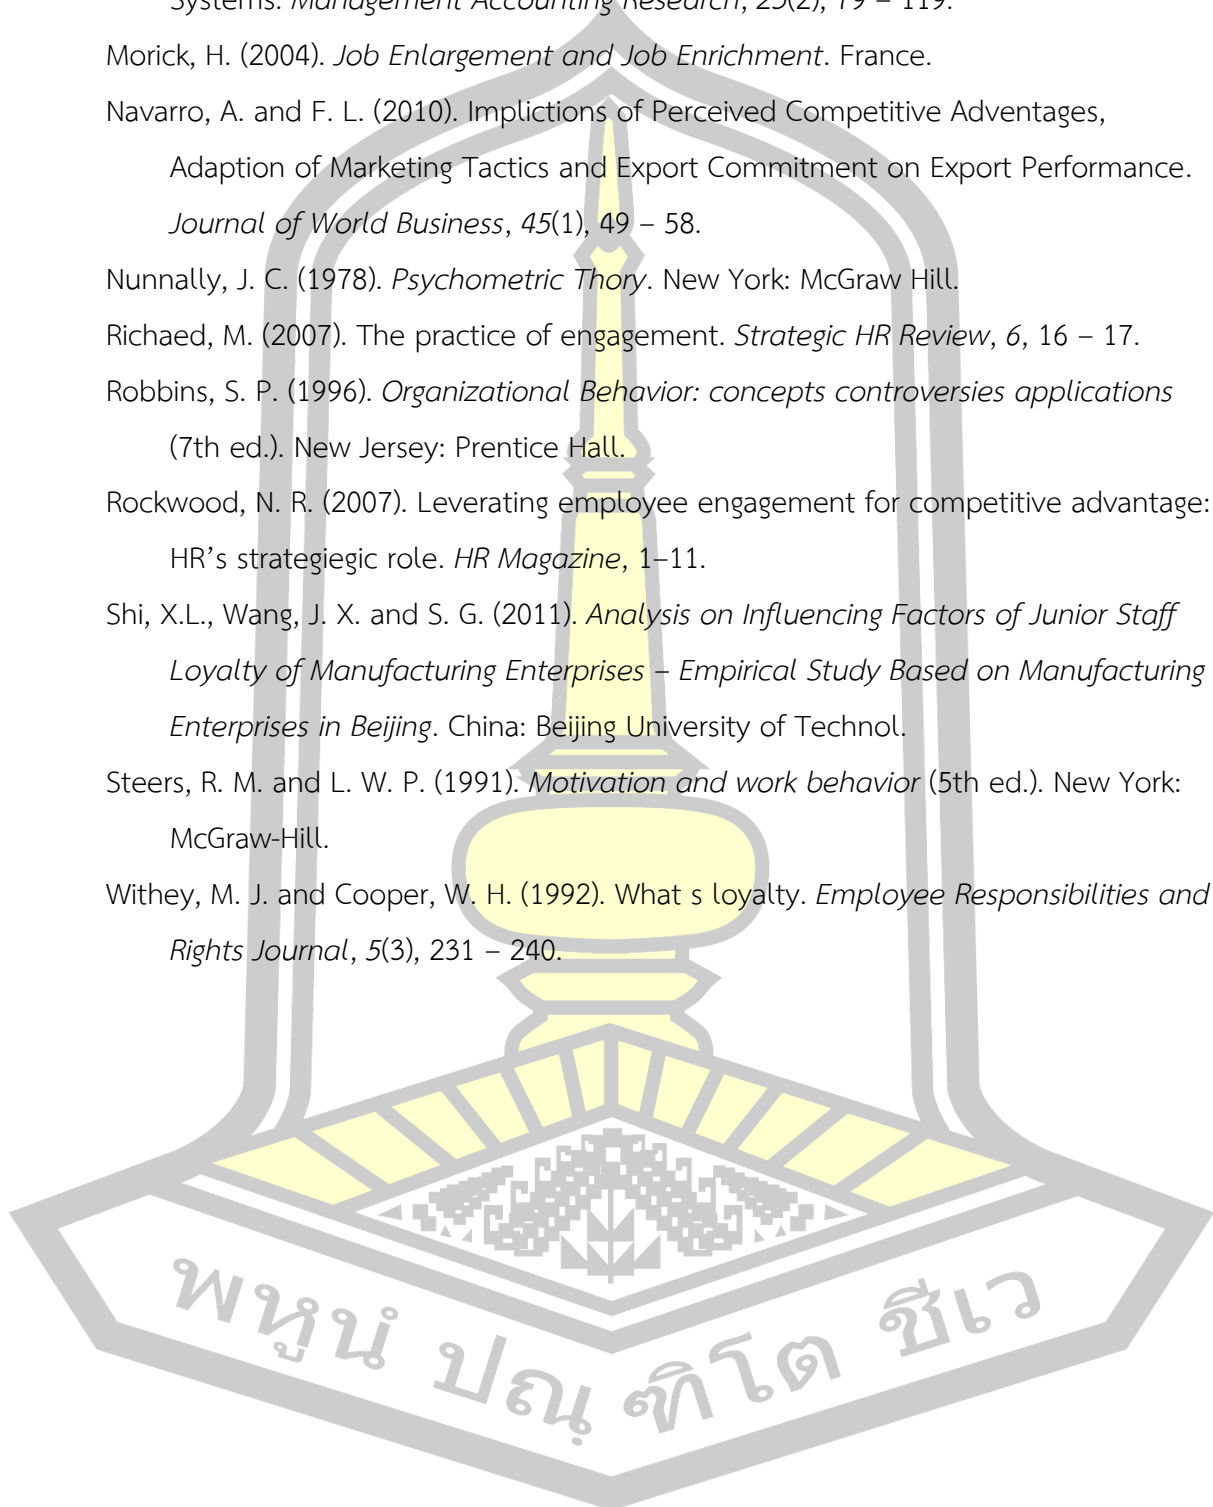 Systems. Management Accounting Research, 25(2), 79 – 119.
Morick, H. (2004). Job Enlargement and Job Enrichment. France.
Navarro, A. and F. L. (2010). Implictions of Perceived Competitive Adventages,
Adaption of Marketing Tactics and Export Commitment on Export Performance.
Journal of World Business, 45(1), 49 – 58.
Nunnally, J. C. (1978). Psychometric Thory. New York: McGraw Hill.
Richaed, M. (2007). The practice of engagement. Strategic HR Review, 6, 16 – 17.
Robbins, S. P. (1996). Organizational Behavior: concepts controversies applications
(7th ed.). New Jersey: Prentice Hall.
Rockwood, N. R. (2007). Leverating employee engagement for competitive advantage:
HR’s strategiegic role. HR Magazine, 1–11.
Shi, X.L., Wang, J. X. and S. G. (2011). Analysis on Influencing Factors of Junior Staff
Loyalty of Manufacturing Enterprises – Empirical Study Based on Manufacturing
Enterprises in Beijing. China: Beijing University of Technol.
Steers, R. M. and L. W. P. (1991). Motivation and work behavior (5th ed.). New York:
McGraw-Hill.
Withey, M. J. and Cooper, W. H. (1992). What s loyalty. Employee Responsibilities and
Rights Journal, 5(3), 231 – 240.
พหูนํ ปณฺฑิโต ชีเว